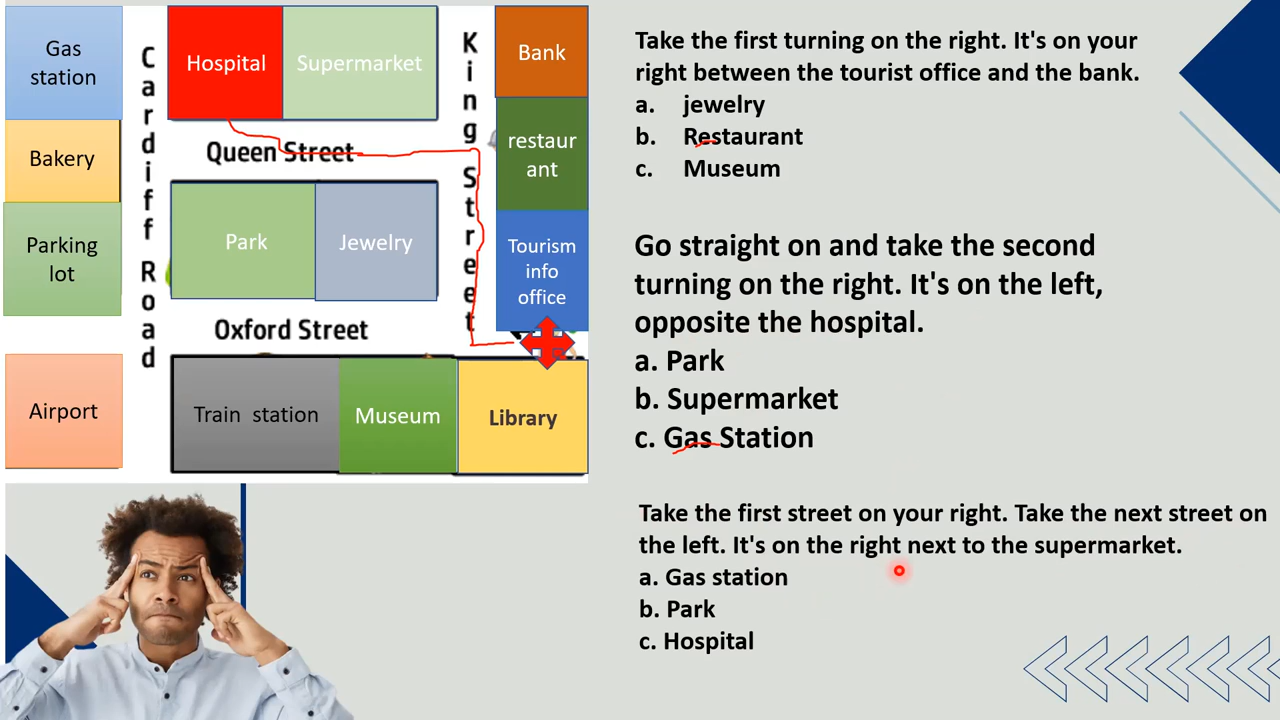 Gas
station
Bakery
Parking
lot
Airport
Cardiff Road
Hospital
Supermarket
Queen Street
Park
Jewelry
Oxford Street
Train station
Museum
Library
King Street
Bank
restaur
ant
Tourism
info
office
Take the first turning on the right. It's on your
right between the tourist office and the bank.
a. jewelry
b. Restaurant
c. Museum
Go straight on and take the second
turning on the right. It's on the left,
opposite the hospital.
a. Park
b. Supermarket
c. Gas Station
Take the first street on your right. Take the next street on
the left. It's on the right next to the supermarket.
a. Gas station
b. Park
c. Hospital